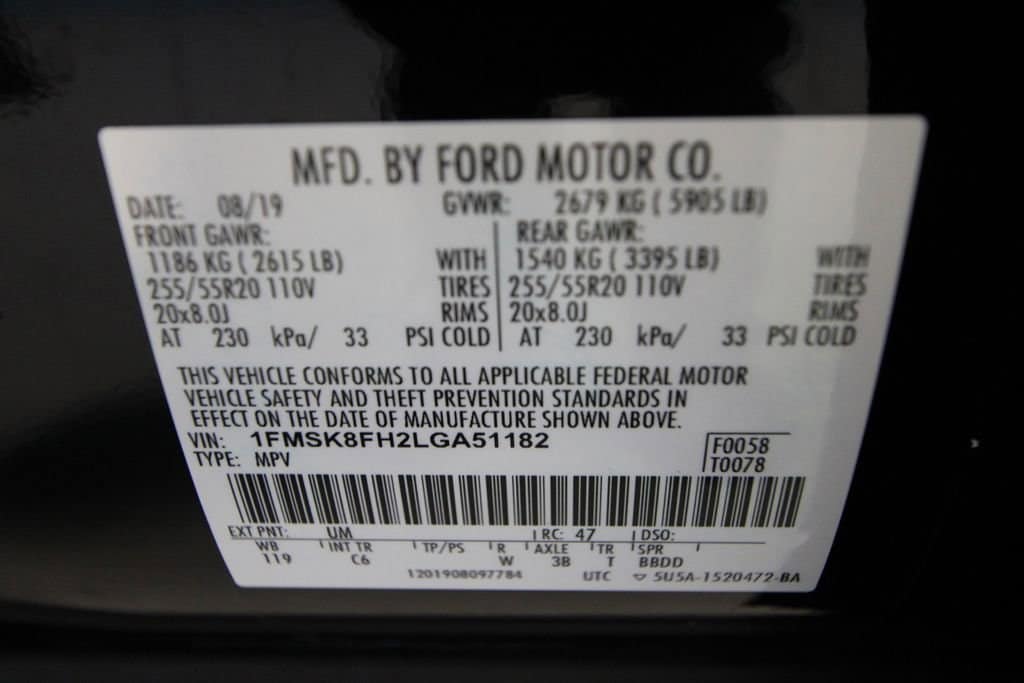 MFD. BY FORD MOTOR CO.
DATE: 08/19 GVWR: 2679 KG ( 5905 LB)
FRONT GAWR: REAR GAWR:
1186 KG ( 2615 LB) WITH 1540 KG ( 3395 LB) WITH
255/55R20 110V TIRES 255/55R20 110V TIRES
20x8.0J RIMS 20x8.0J RIMS
AT 230 kPa/ 33 PSI COLD AT 230 kPa/ 33 PSI COLD
THIS VEHICLE CONFORMS TO ALL APPLICABLE FEDERAL MOTOR
VEHICLE SAFETY AND THEFT PREVENTION STANDARDS IN
EFFECT ON THE DATE OF MANUFACTURE SHOWN ABOVE.
VIN: 1FMSK8FH2LGA51182 F0058
TYPE: MPV T0078
EXT PNT: UM RC: 47 DSO:
WB INT TR TP/PS R AXLE TR SPR
119 C6 W 3B T BBDD
1201908097784 UTC 5U5A-1520472-BA